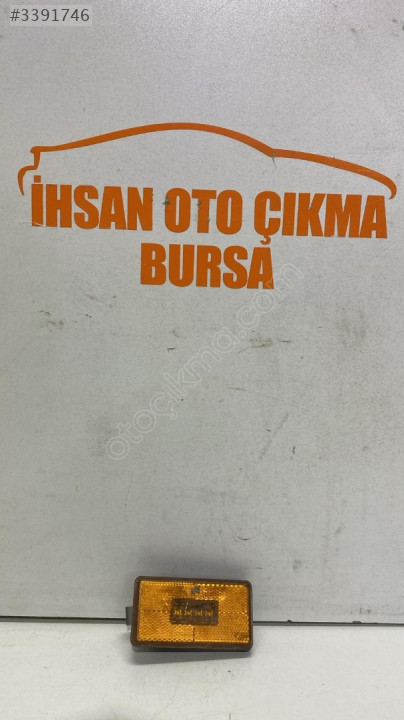 #3391746
İHSAN OTO ÇIKMA
BURSA
otoçıkma.com